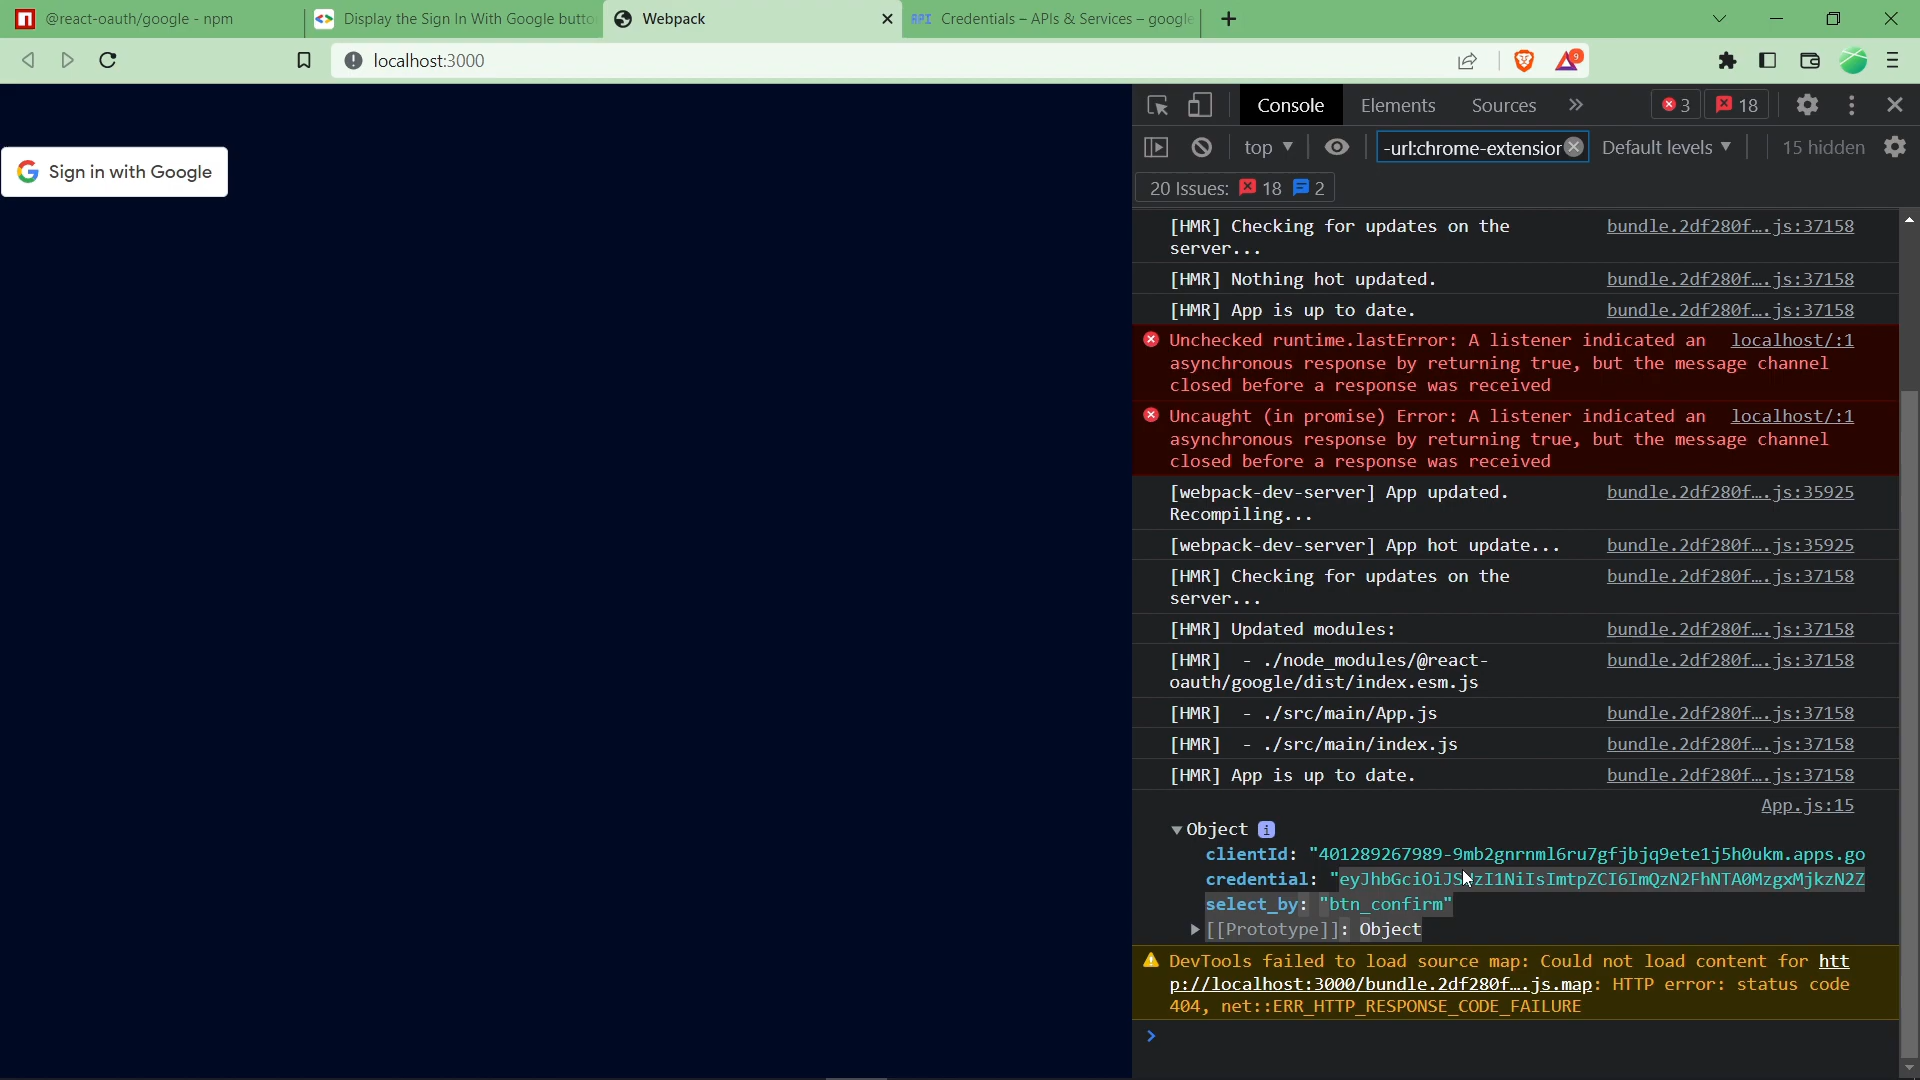 @react-oauth/google - npm
Display the Sign In With Google butto
Webpack
API Credentials – APIs & Services – google
localhost:3000
9
Sign in with Google
Console Elements Sources 3 18
top -url:chrome-extension Default levels 15 hidden
20 Issues: 18 2
[HMR] Checking for updates on the bundle.2df280f….js:37158
server...
[HMR] Nothing hot updated. bundle.2df280f….js:37158
[HMR] App is up to date. bundle.2df280f….js:37158
Unchecked runtime.lastError: A listener indicated an localhost/:1
asynchronous response by returning true, but the message channel
closed before a response was received
Uncaught (in promise) Error: A listener indicated an localhost/:1
asynchronous response by returning true, but the message channel
closed before a response was received
[webpack-dev-server] App updated. bundle.2df280f….js:35925
Recompiling...
[webpack-dev-server] App hot update... bundle.2df280f….js:35925
[HMR] Checking for updates on the bundle.2df280f….js:37158
server...
[HMR] Updated modules: bundle.2df280f….js:37158
[HMR]  - ./node_modules/@react- bundle.2df280f….js:37158
oauth/google/dist/index.esm.js
[HMR]  - ./src/main/App.js bundle.2df280f….js:37158
[HMR]  - ./src/main/index.js bundle.2df280f….js:37158
[HMR] App is up to date. bundle.2df280f….js:37158
App.js:15
Object i
clientId: "401289267989-9mb2gnrnml6ru7gfjbjq9ete1j5h0ukm.apps.go
credential:
select_by: "btn_confirm"
[[Prototype]]: Object
DevTools failed to load source map: Could not load content for htt
p://localhost:3000/bundle.2df280f….js.map: HTTP error: status code
404, net::ERR_HTTP_RESPONSE_CODE_FAILURE